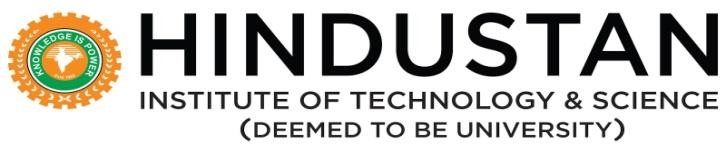 KNOWLEDGE IS POWER
HINDUSTAN
INSTITUTE OF TECHNOLOGY & SCIENCE
(DEEMED TO BE UNIVERSITY)